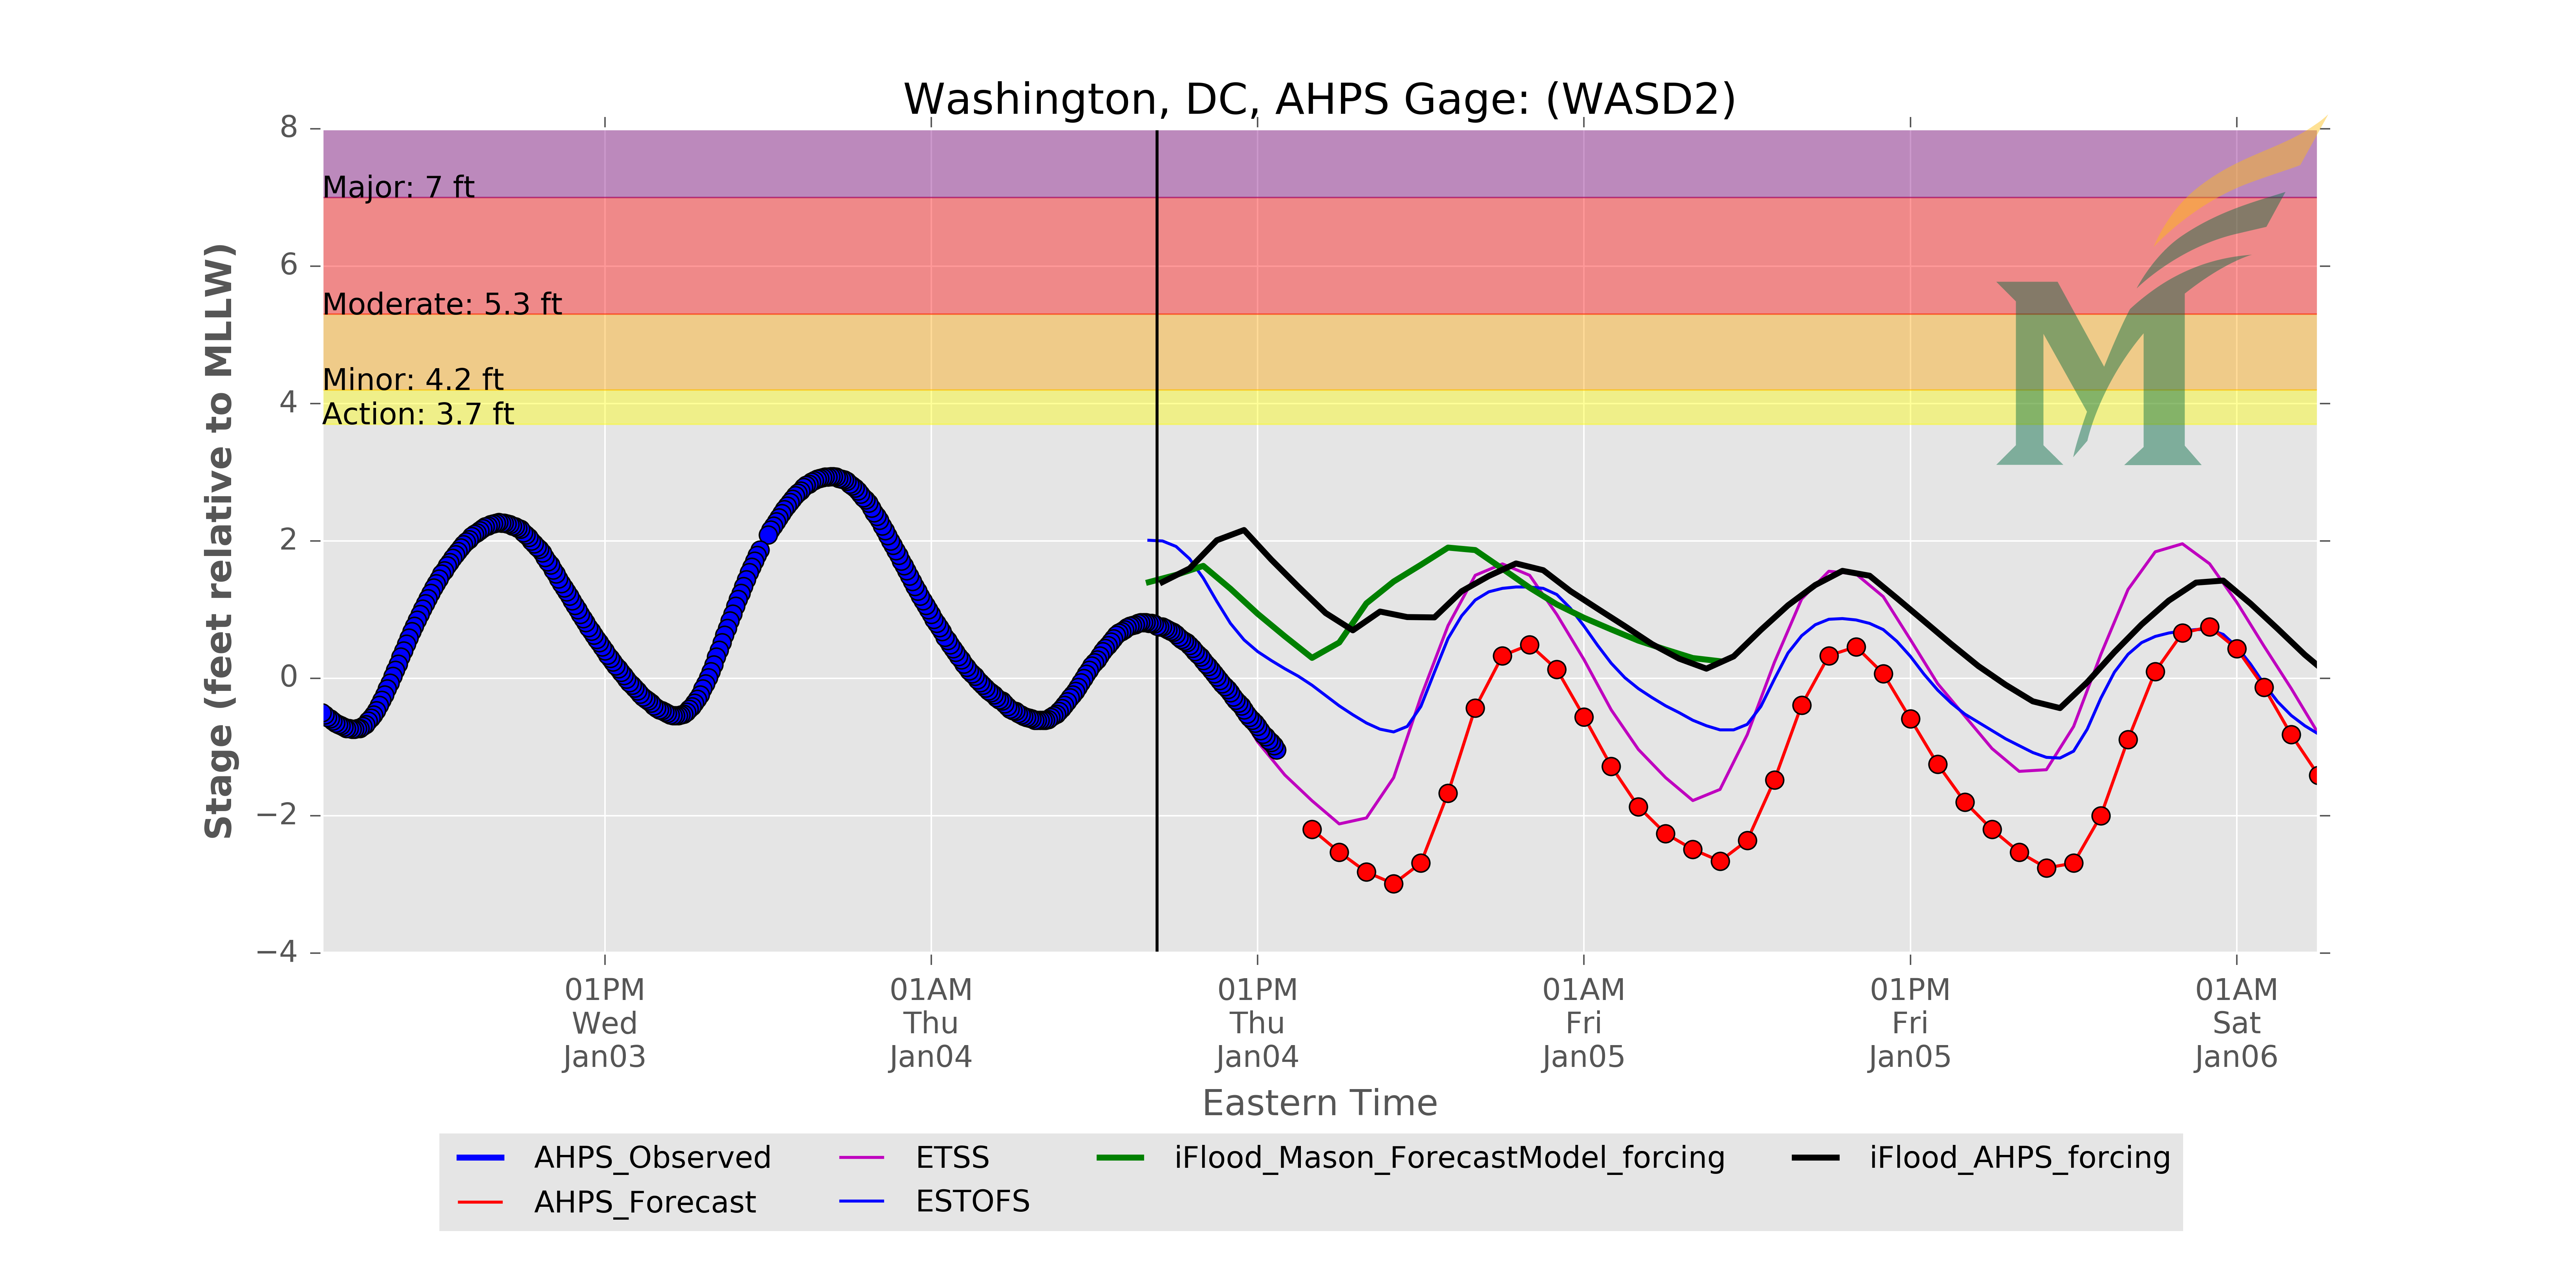 Washington, DC, AHPS Gage: (WASD2)
8
Major: 7 ft
6
Moderate: 5.3 ft
Minor: 4.2 ft
4
Action: 3.7 ft
2
0
−2
−4
Stage (feet relative to MLLW)
01PM
Wed
Jan03
01AM
Thu
Jan04
01PM
Thu
Jan04
01AM
Fri
Jan05
01PM
Fri
Jan05
01AM
Sat
Jan06
Eastern Time
AHPS_Observed
AHPS_Forecast
ETSS
ESTOFS
iFlood_Mason_ForecastModel_forcing
iFlood_AHPS_forcing
M